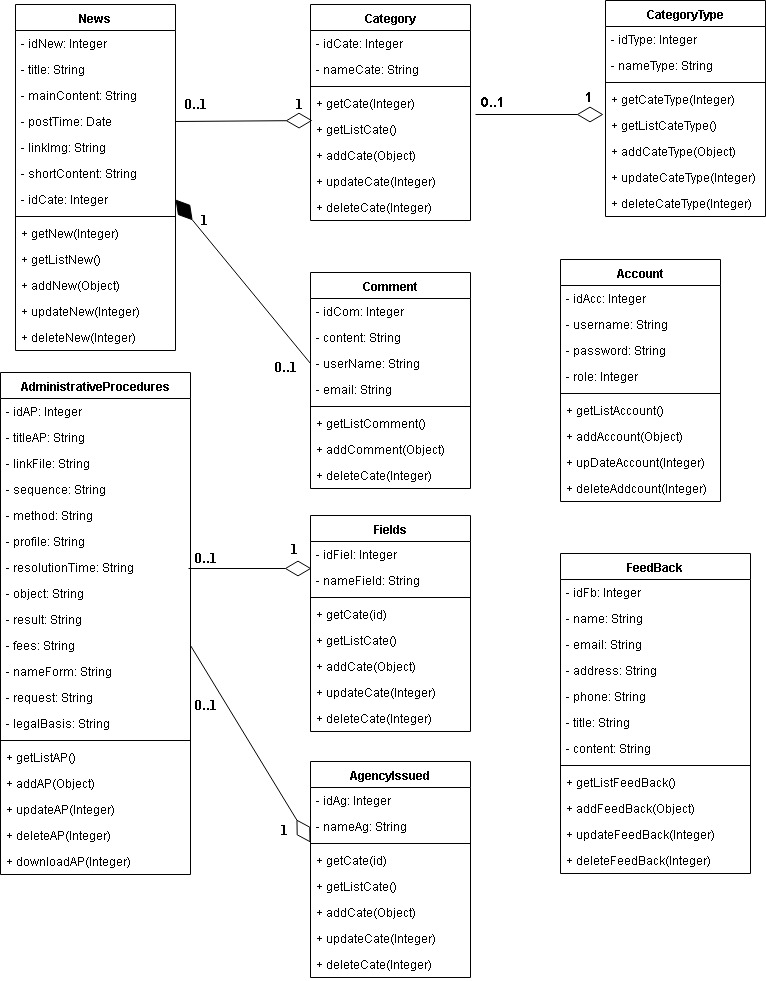 News
- idNew: Integer
- title: String
- mainContent: String
- postTime: Date
- linkImg: String
- shortContent: String
- idCate: Integer
+ getNew(Integer)
+ getListNew()
+ addNew(Object)
+ updateNew(Integer)
+ deleteNew(Integer)
0..1
1
Category
- idCate: Integer
- nameCate: String
+ getCate(Integer)
+ getListCate()
+ addCate(Object)
+ updateCate(Integer)
+ deleteCate(Integer)
0..1
1
CategoryType
- idType: Integer
- nameType: String
+ getCateType(Integer)
+ getListCateType()
+ addCateType(Object)
+ updateCateType(Integer)
+ deleteCateType(Integer)
1
0..1
Comment
- idCom: Integer
- content: String
- userName: String
- email: String
+ getListComment()
+ addComment(Object)
+ deleteCate(Integer)
Account
- idAcc: Integer
- username: String
- password: String
- role: Integer
+ getListAccount()
+ addAccount(Object)
+ upDateAccount(Integer)
+ deleteAddcount(Integer)
AdministrativeProcedures
- idAP: Integer
- titleAP: String
- linkFile: String
- sequence: String
- method: String
- profile: String
- resolutionTime: String
- object: String
- result: String
- fees: String
- nameForm: String
- request: String
- legalBasis: String
+ getListAP()
+ addAP(Object)
+ updateAP(Integer)
+ deleteAP(Integer)
+ downloadAP(Integer)
0..1
1
Fields
- idFiel: Integer
- nameField: String
+ getCate(id)
+ getListCate()
+ addCate(Object)
+ updateCate(Integer)
+ deleteCate(Integer)
0..1
1
AgencyIssued
- idAg: Integer
- nameAg: String
+ getCate(id)
+ getListCate()
+ addCate(Object)
+ updateCate(Integer)
+ deleteCate(Integer)
FeedBack
- idFb: Integer
- name: String
- email: String
- address: String
- phone: String
- title: String
- content: String
+ getListFeedBack()
+ addFeedBack(Object)
+ updateFeedBack(Integer)
+ deleteFeedBack(Integer)